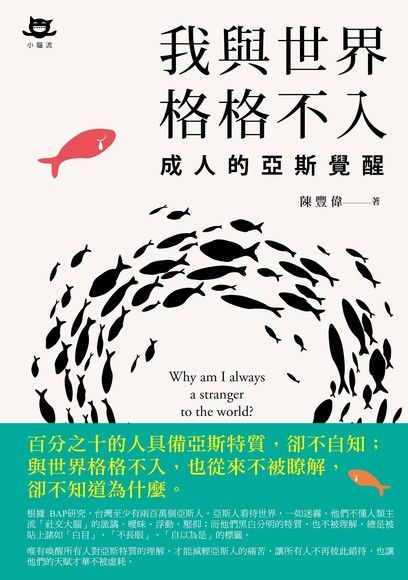 小貓流
我與世界
格格不入
成人的亞斯覺醒
陳豐偉——著
Why am I always
a stranger
to the world?
百分之十的人具備亞斯特質，卻不自知；
與世界格格不入，也從來不被瞭解，
卻不知道為什麼。
根據 BAP研究，台灣至少有兩百萬個亞斯人。亞斯人看待世界，一如迷霧。他們不懂人類主
流「社交大腦」的詭譎、曖昧、浮動、壓抑；而他們黑白分明的特質，也不被理解，總是被
貼上諸如「白目」、「不長眼」、「自以為是」的標籤。
唯有喚醒所有人對亞斯特質的理解，才能減輕亞斯人的痛苦，讓所有人不再彼此錯待，也讓
他們的天賦才華不被虛耗。